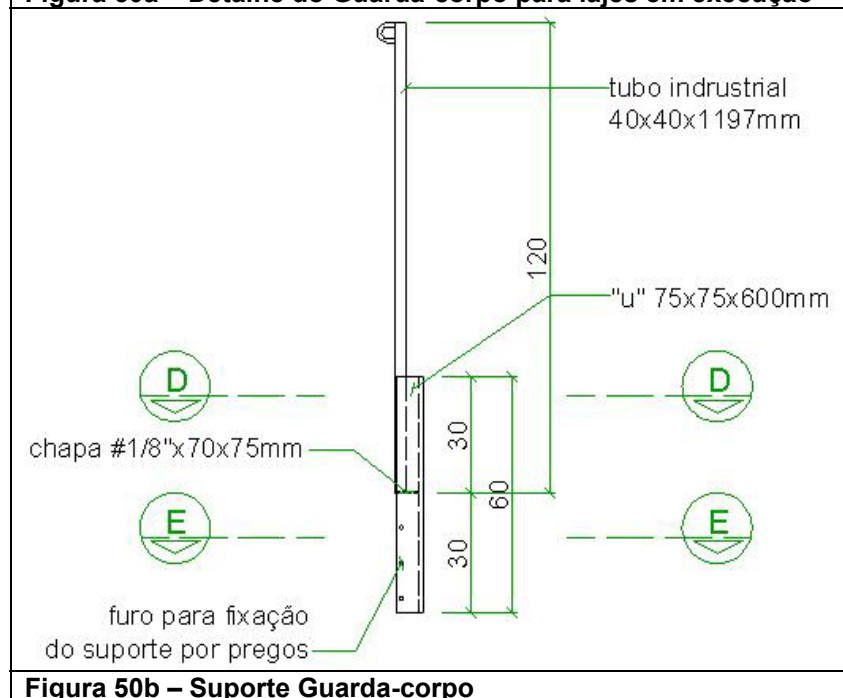 Figura 50a – Detalhe do Guarda-corpo para lajes em execução
tubo indrustrial
40x40x1197mm
120
"u" 75x75x600mm
D
D
30
60
chapa #1/8"x70x75mm
E
E
30
furo para fixação
do suporte por pregos
Figura 50b – Suporte Guarda-corpo